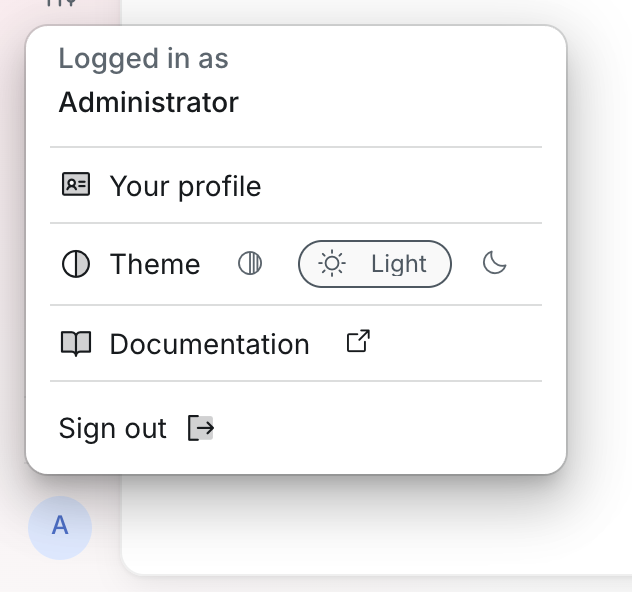 Logged in as
Administrator
Your profile
Theme Light
Documentation
Sign out
A